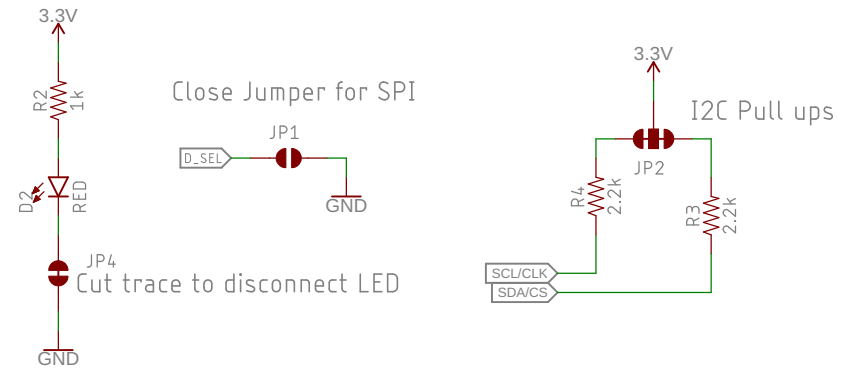 3.3V
R2
1k
D2
RED
JP4
Cut trace to disconnect LED
GND
Close Jumper for SPI
JP1
D_SEL
GND
3.3V
I2C Pull ups
JP2
R4
2.2k
R3
2.2k
SCL/CLK
SDA/CS